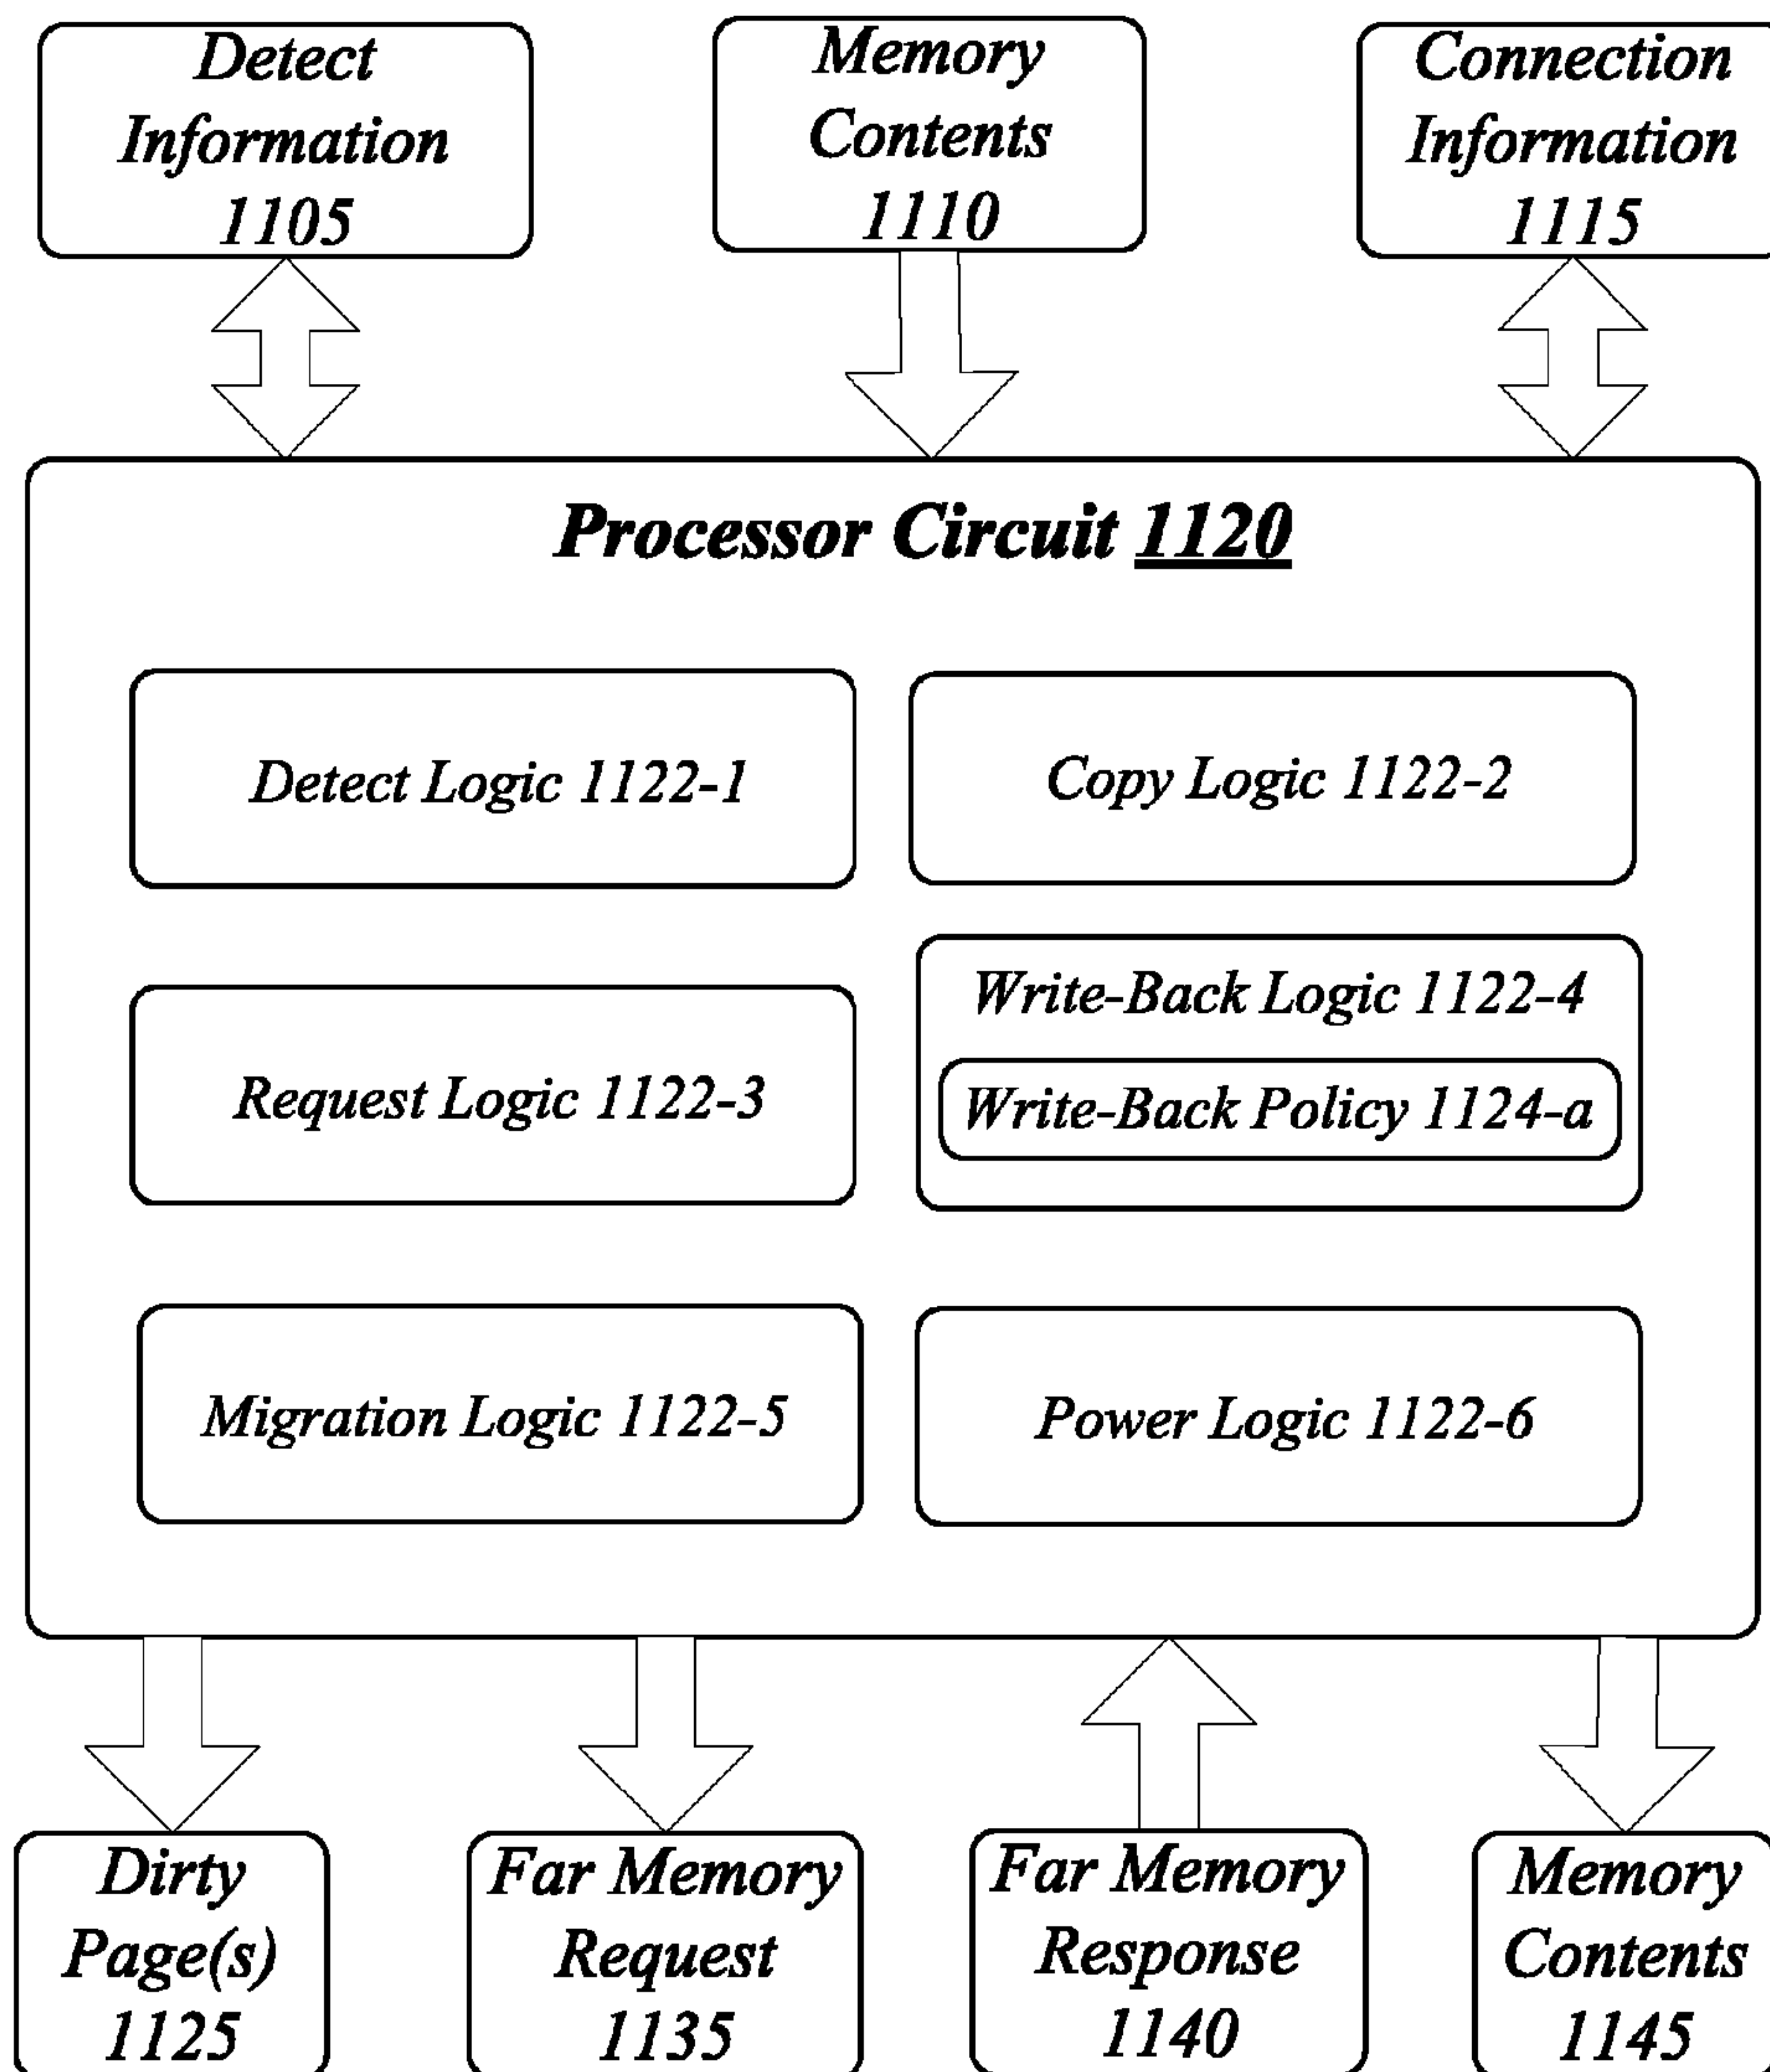 Detect
Information
1105
Memory
Contents
1110
Connection
Information
1115
Processor Circuit 1120
Detect Logic 1122-1
Copy Logic 1122-2
Request Logic 1122-3
Write-Back Logic 1122-4
Write-Back Policy 1124-a
Migration Logic 1122-5
Power Logic 1122-6
Dirty
Page(s)
1125
Far Memory
Request
1135
Far Memory
Response
1140
Memory
Contents
1145